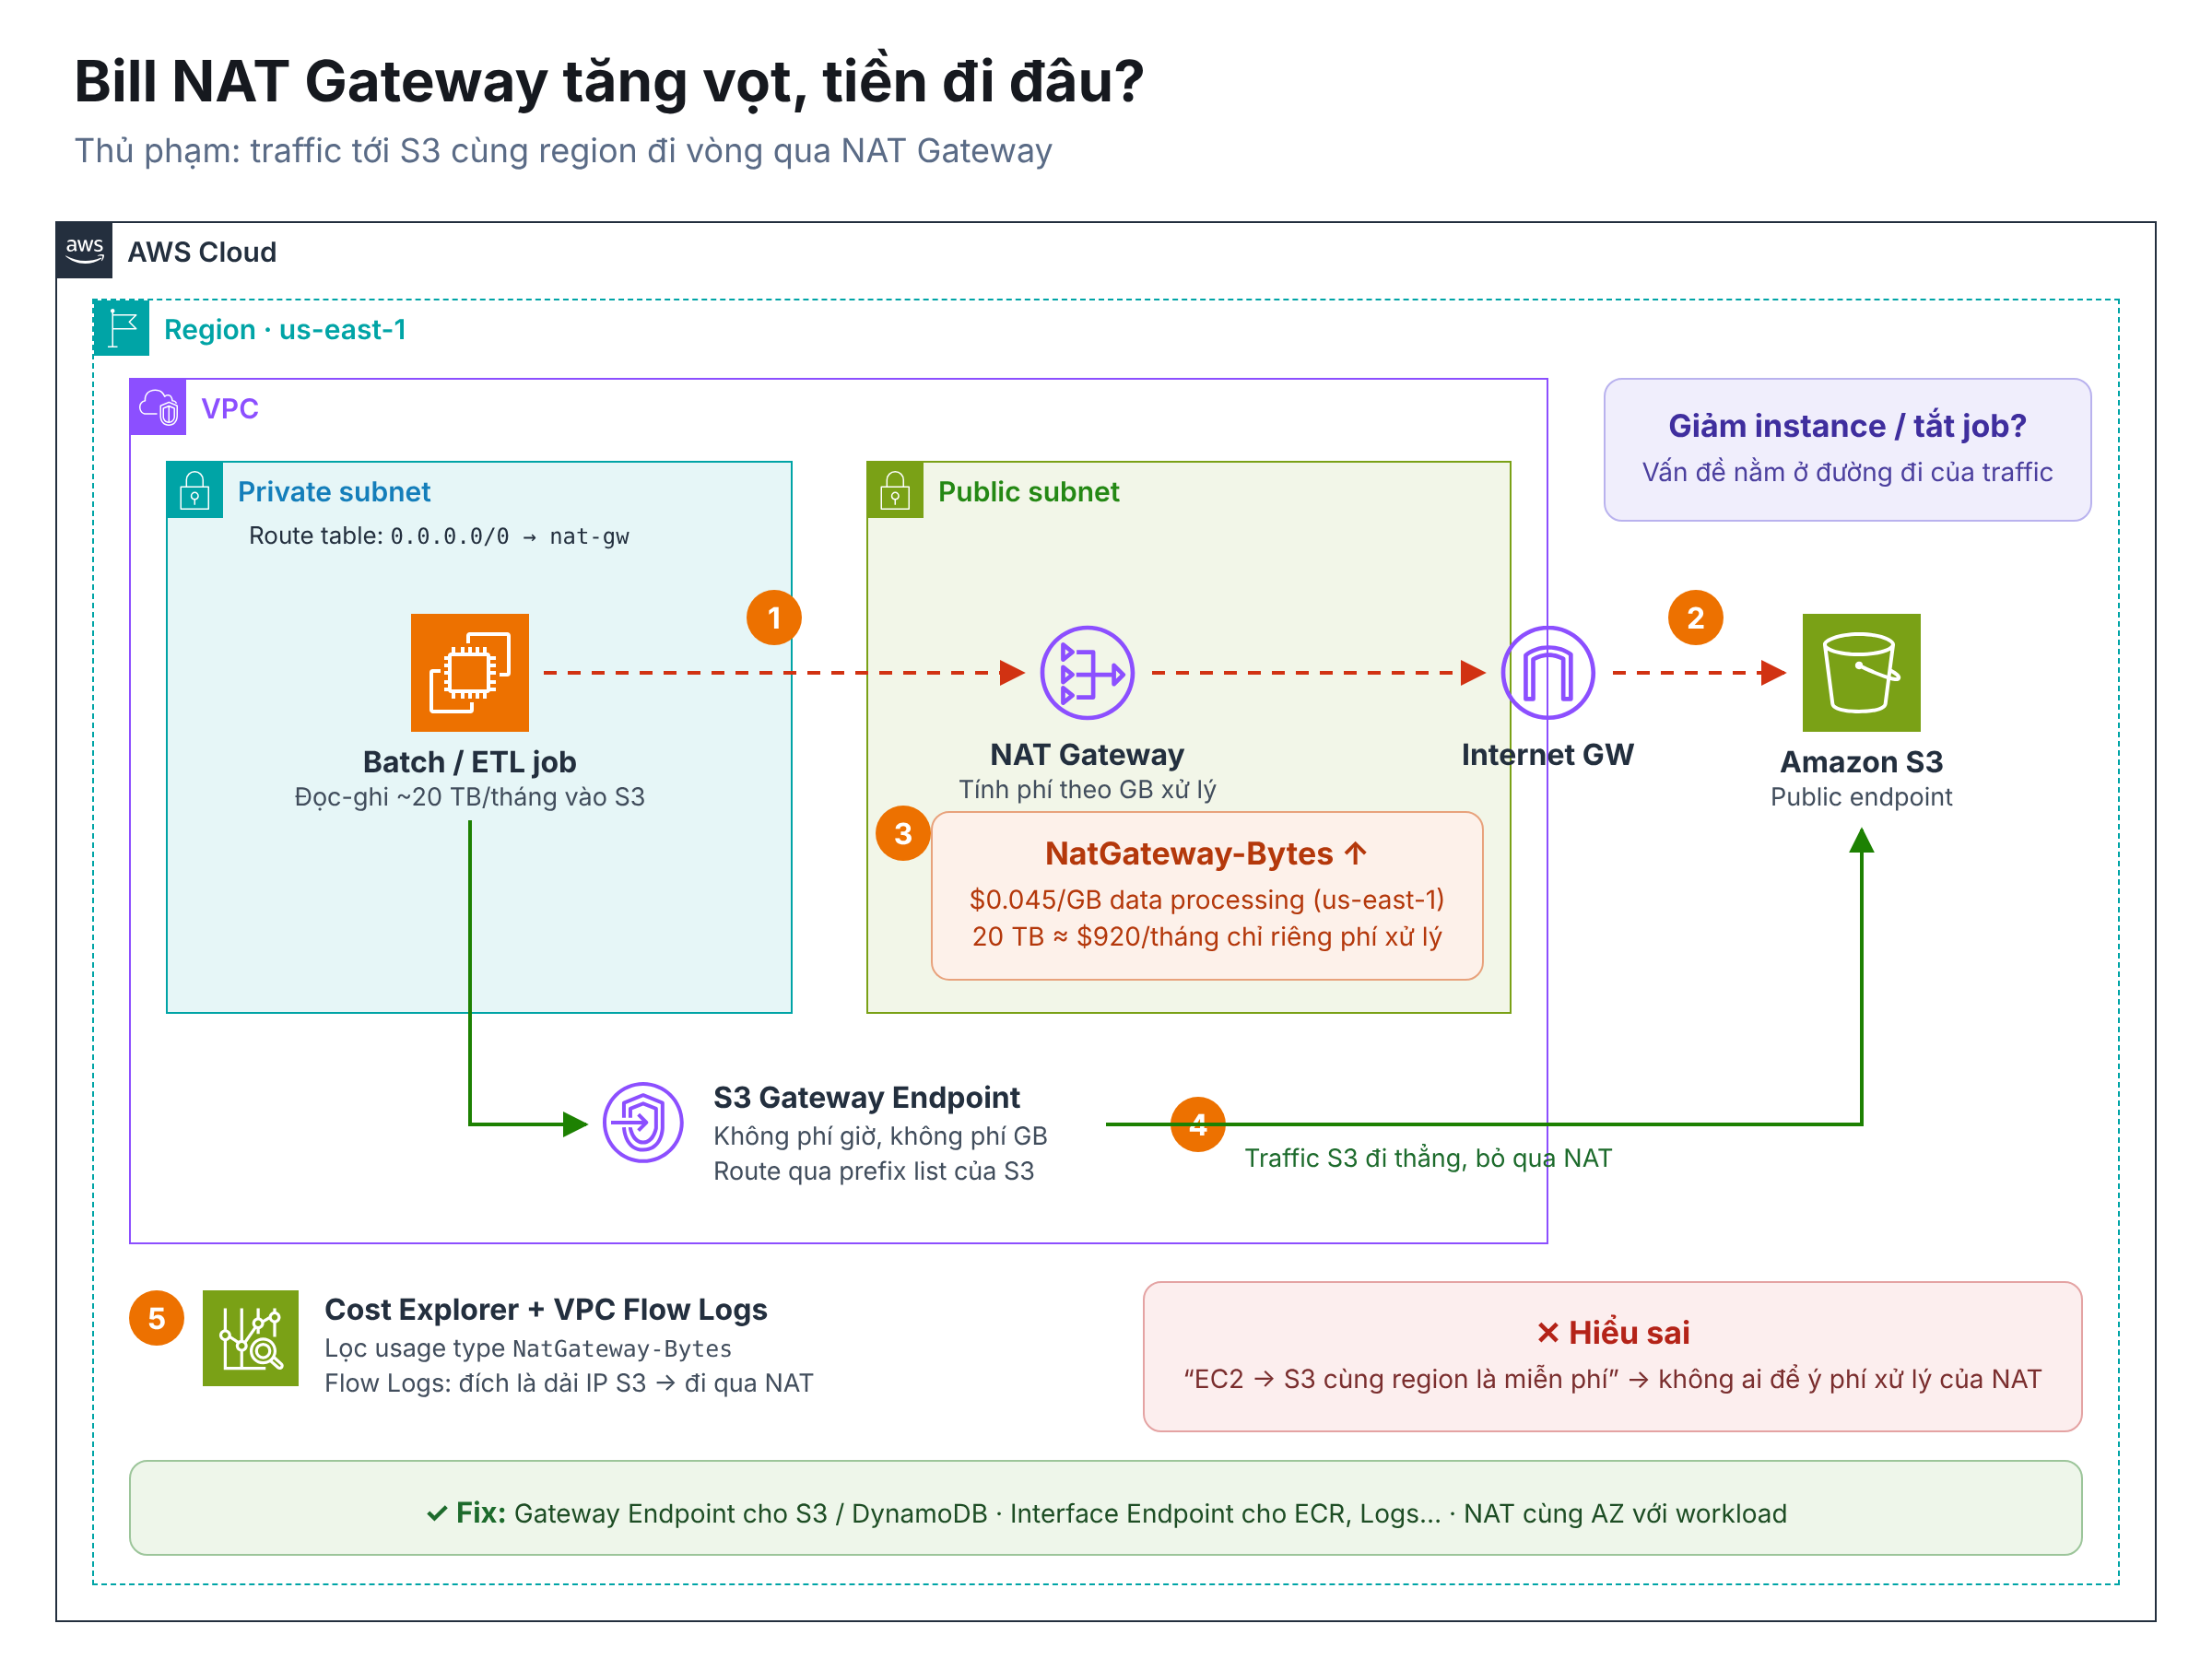 Bill NAT Gateway tăng vọt, tiền đi đâu?
Thủ phạm: traffic tới S3 cùng region đi vòng qua NAT Gateway
aws
AWS Cloud
Region · us-east-1
VPC
Giảm instance / tắt job?
Vấn đề nằm ở đường đi của traffic
Private subnet
Route table: 0.0.0.0/0 → nat-gw
Public subnet
1
2
Batch / ETL job
Đọc-ghi ~20 TB/tháng vào S3
NAT Gateway
Tính phí theo GB xử lý
Internet GW
Amazon S3
Public endpoint
3
NatGateway-Bytes ↑
$0.045/GB data processing (us-east-1)
20 TB ≈ $920/tháng chỉ riêng phí xử lý
S3 Gateway Endpoint
Không phí giờ, không phí GB
Route qua prefix list của S3
4
Traffic S3 đi thẳng, bỏ qua NAT
5
Cost Explorer + VPC Flow Logs
Lọc usage type NatGateway-Bytes
Flow Logs: đích là dải IP S3 → đi qua NAT
✕ Hiểu sai
“EC2 → S3 cùng region là miễn phí” → không ai để ý phí xử lý của NAT
✓ Fix: Gateway Endpoint cho S3 / DynamoDB · Interface Endpoint cho ECR, Logs... · NAT cùng AZ với workload